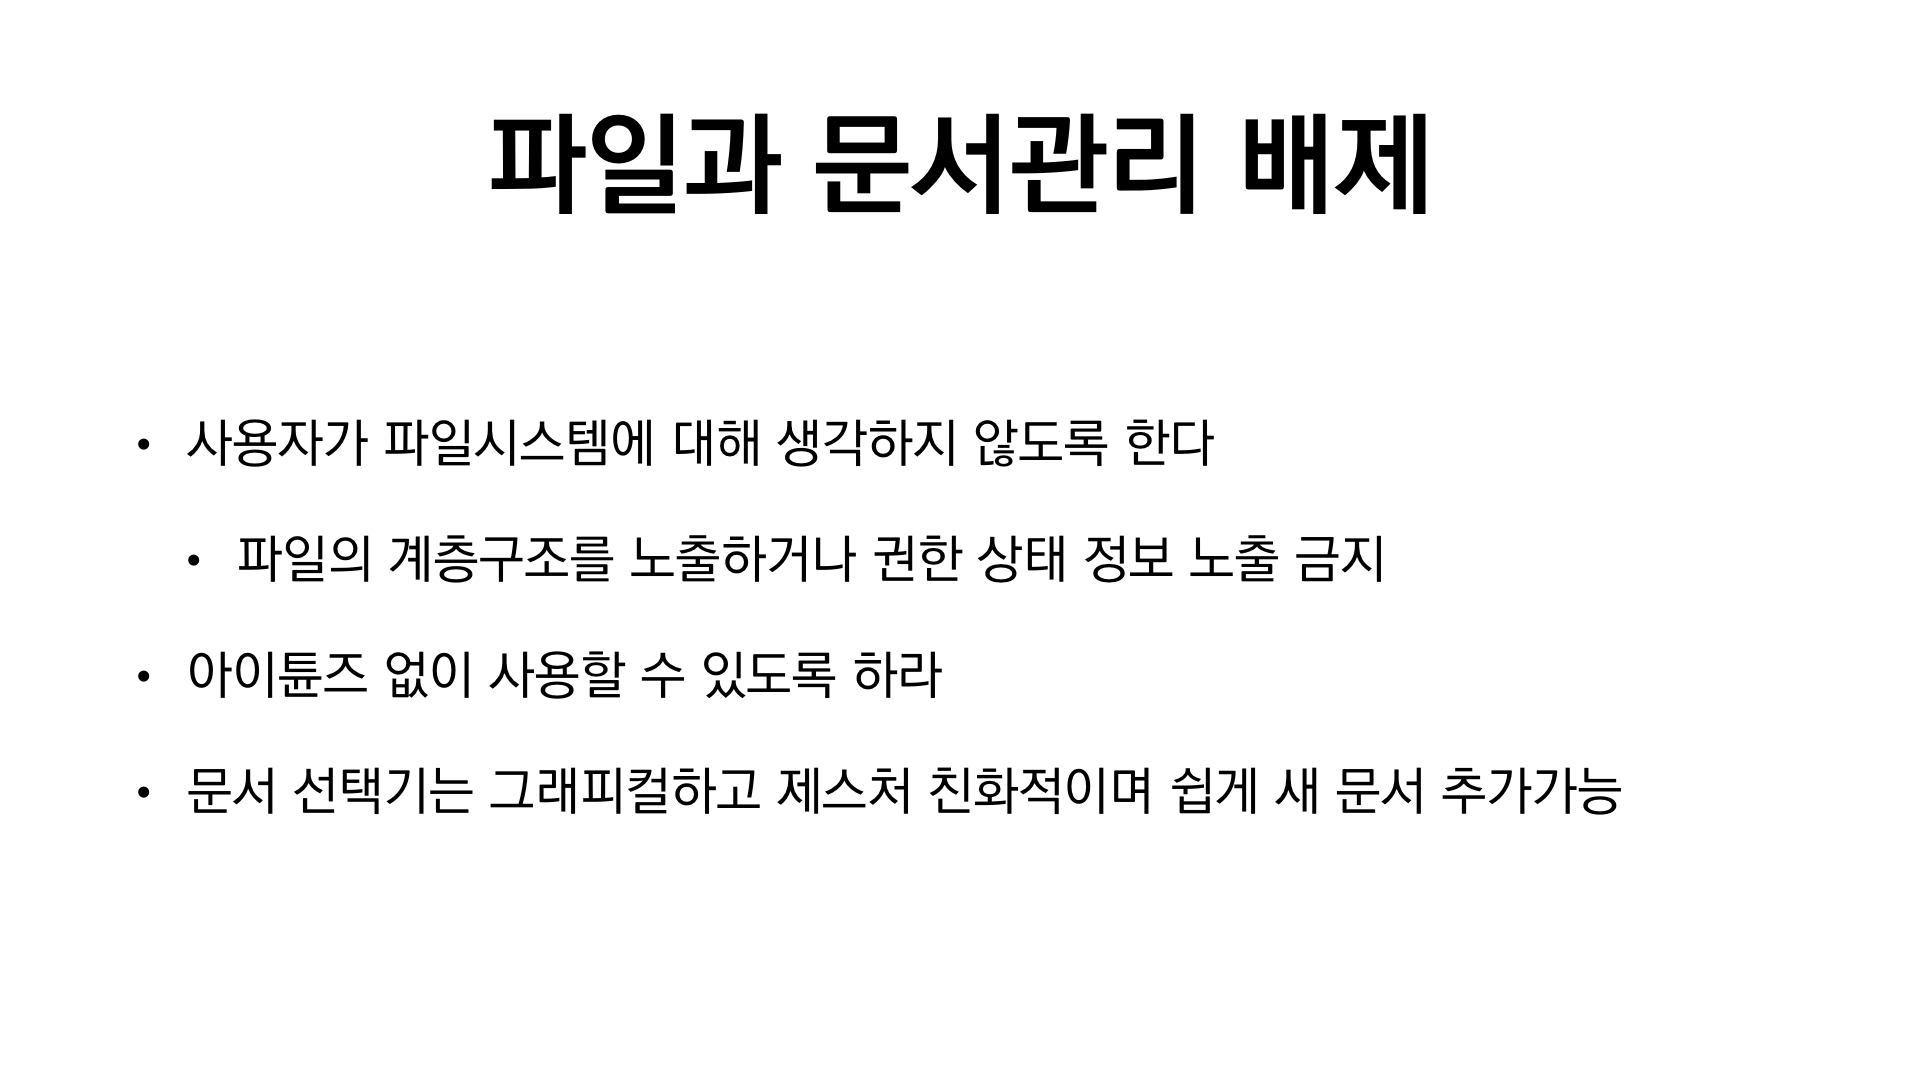 파일과 문서관리 배제
• 사용자가 파일시스템에 대해 생각하지 않도록 한다
• 파일의 계층구조를 노출하거나 권한 상태 정보 노출 금지
• 아이튠즈 없이 사용할 수 있도록 하라
• 문서 선택기는 그래피컬하고 제스처 친화적이며 쉽게 새 문서 추가가능